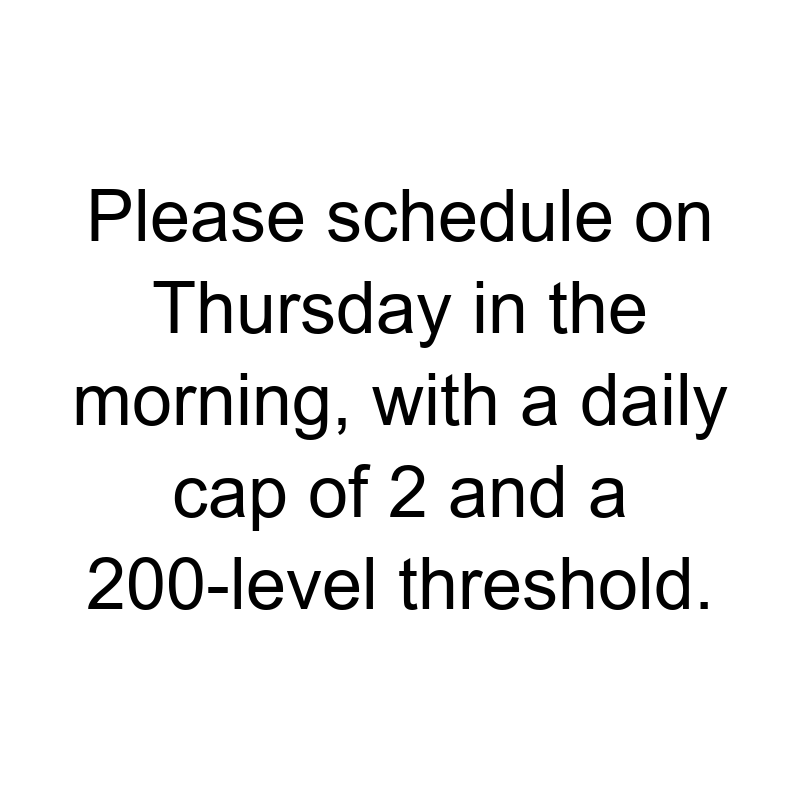 Please schedule on
Thursday in the
morning, with a daily
cap of 2 and a
200-level threshold.